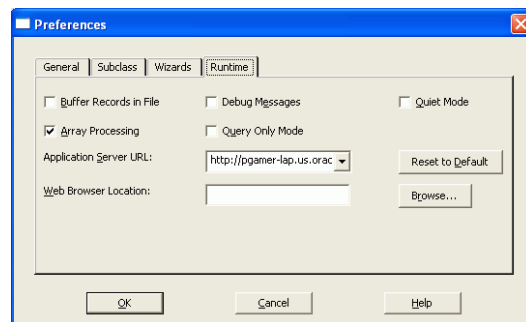 Preferences
General Subclass Wizards Runtime
Buffer Records in File Debug Messages Quiet Mode
Array Processing Query Only Mode
Application Server URL: http://pgamer-lap.us.orac Reset to Default
Web Browser Location: Browse...
OK Cancel Help